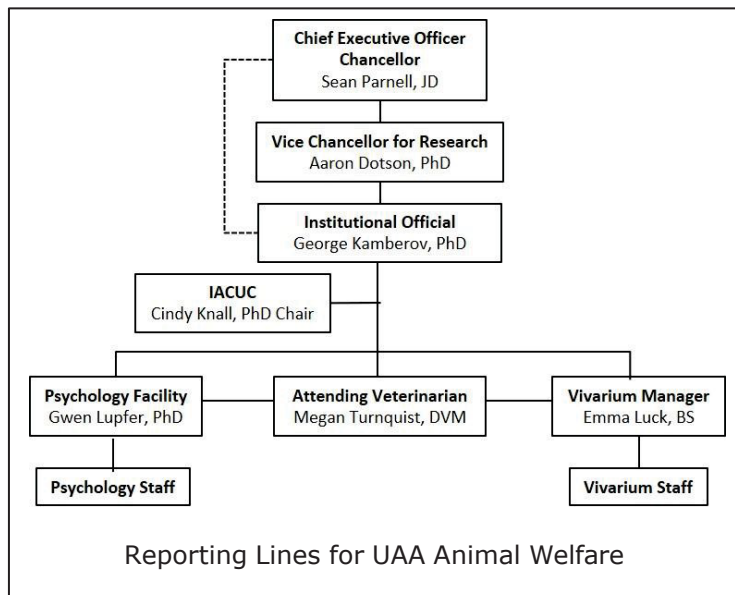 Chief Executive Officer
Chancellor
Sean Parnell, JD
Vice Chancellor for Research
Aaron Dotson, PhD
Institutional Official
George Kamberov, PhD
IACUC
Cindy Knall, PhD Chair
Psychology Facility
Gwen Lupfer, PhD
Attending Veterinarian
Megan Turnquist, DVM
Vivarium Manager
Emma Luck, BS
Psychology Staff
Vivarium Staff
Reporting Lines for UAA Animal Welfare